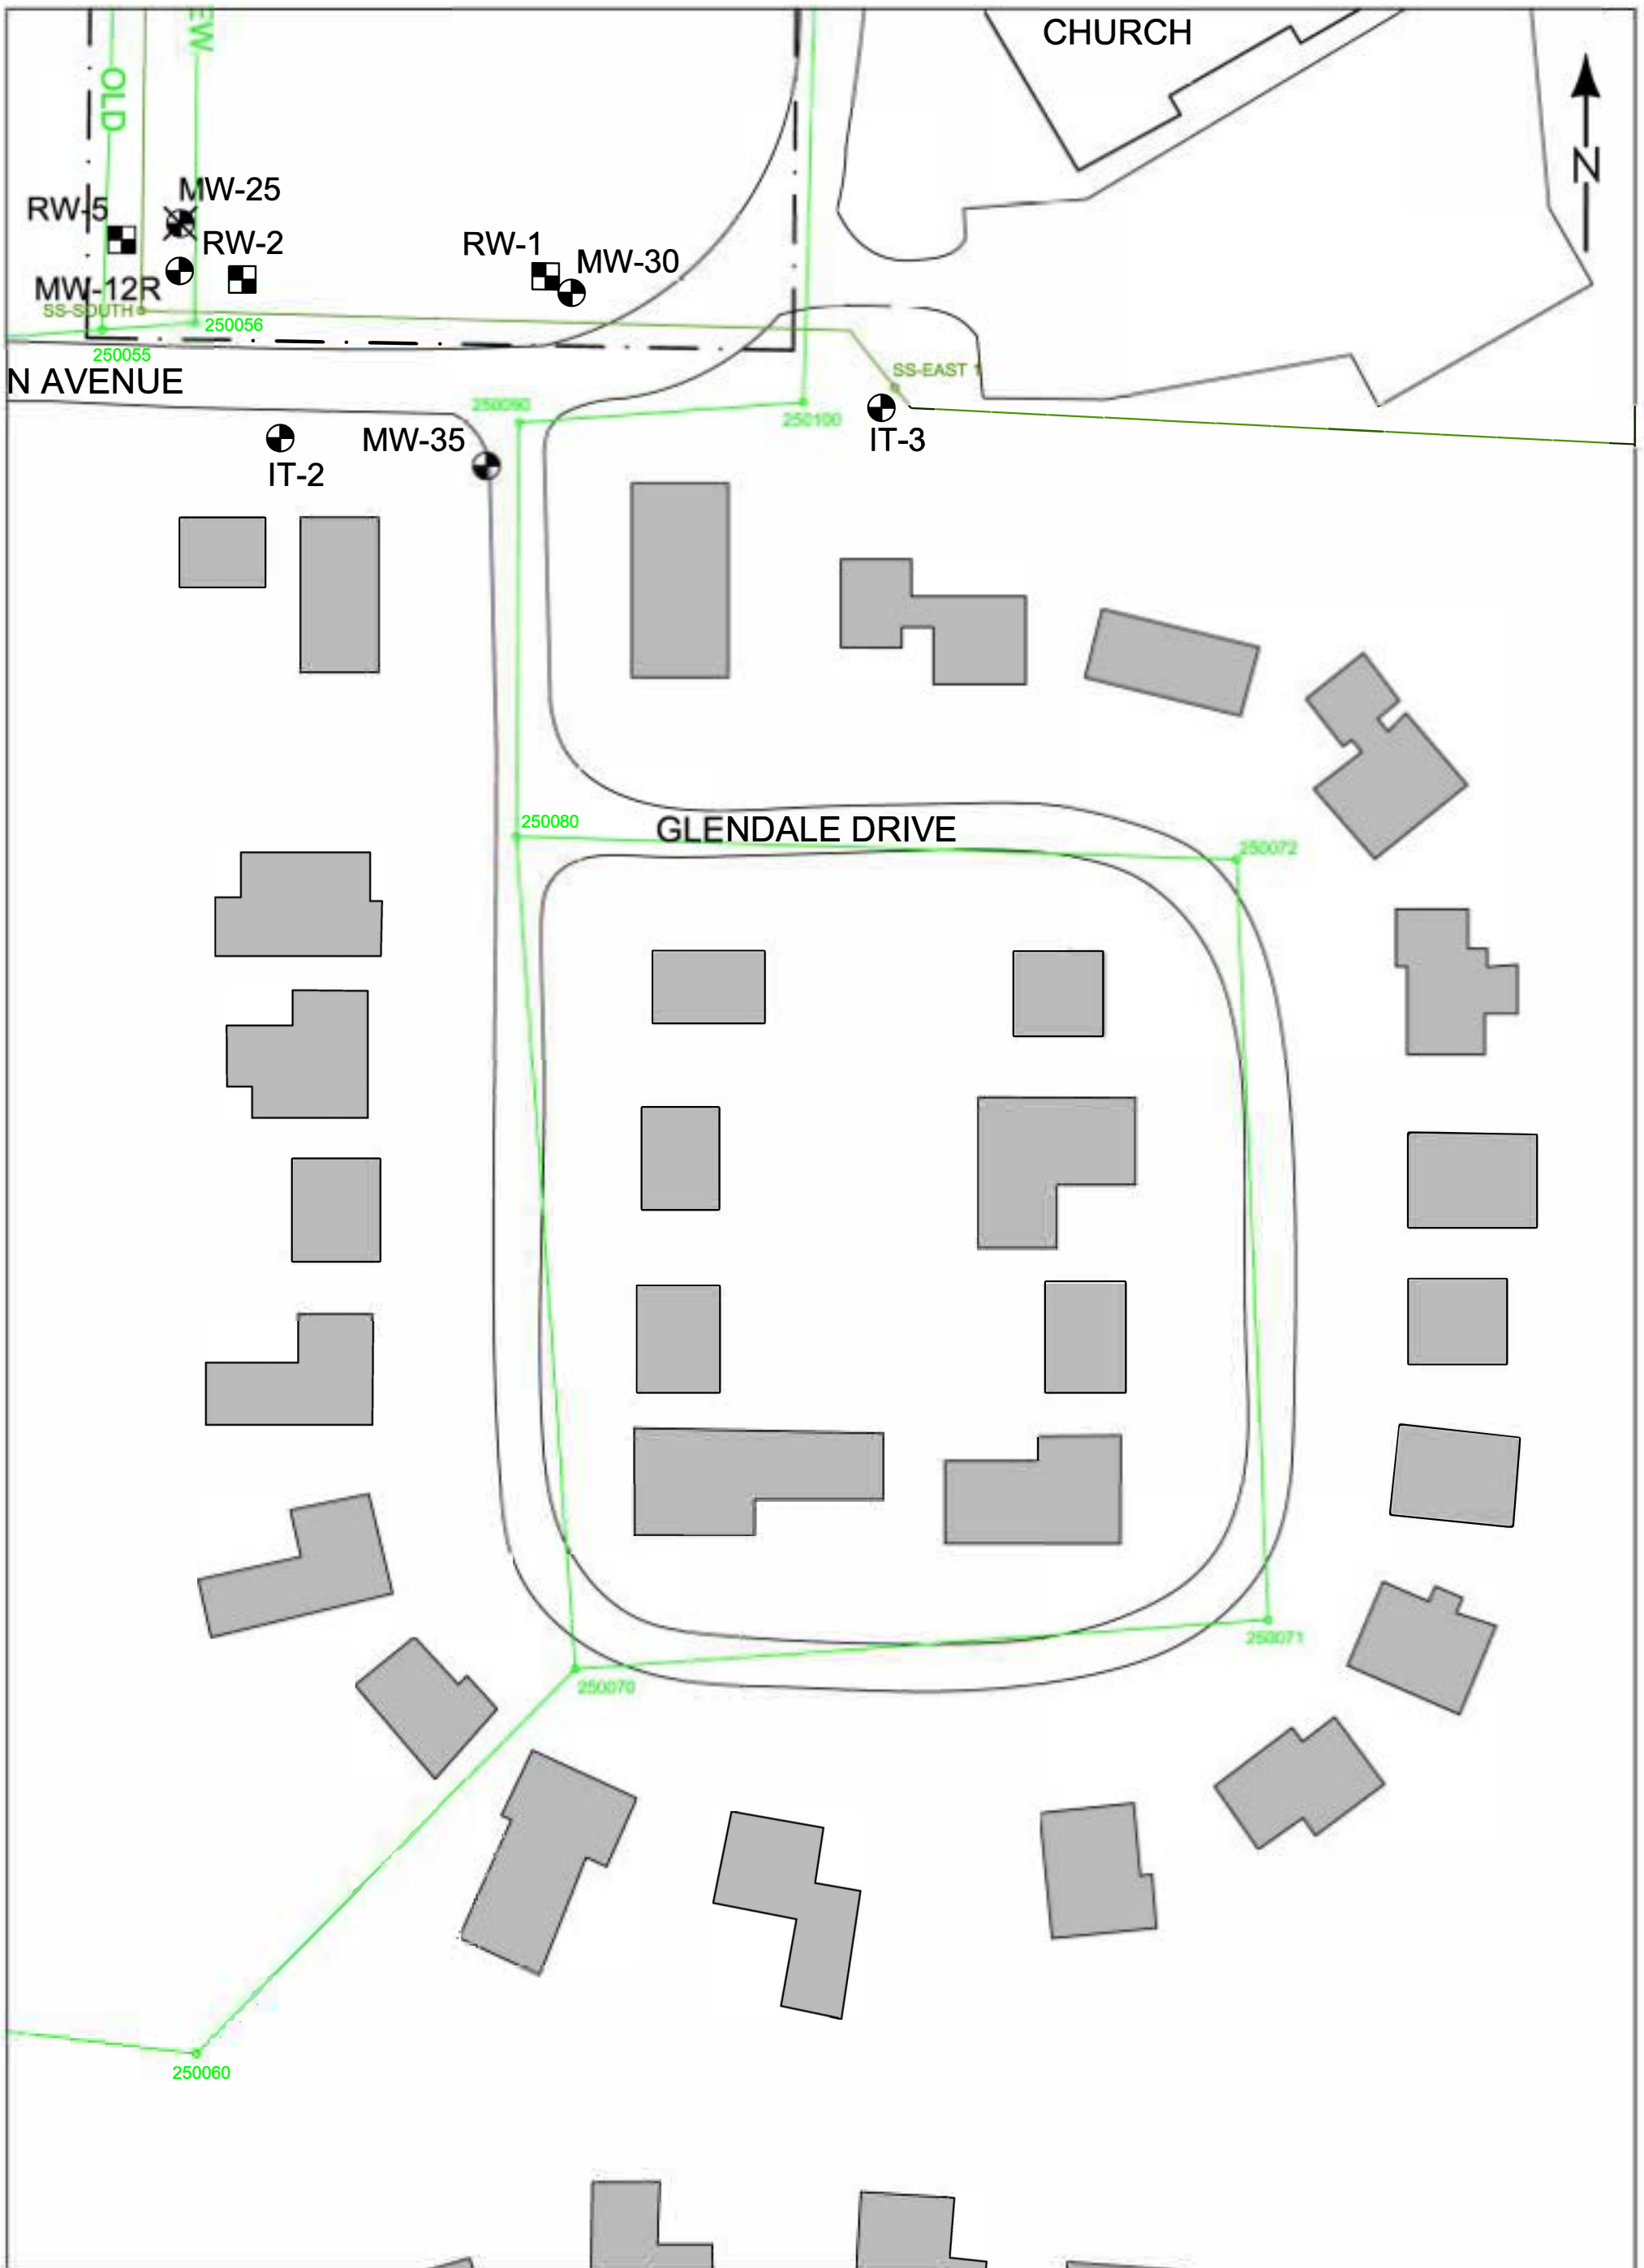 CHURCH
EW
OLD
N
MW-25
RW-5
RW-2
RW-1
MW-30
MW-12R
SS-SOUTH
250056
250055
SS-EAST 1
N AVENUE
250090
250100
IT-3
MW-35
IT-2
250080
GLENDALE DRIVE
250072
250071
250070
250060